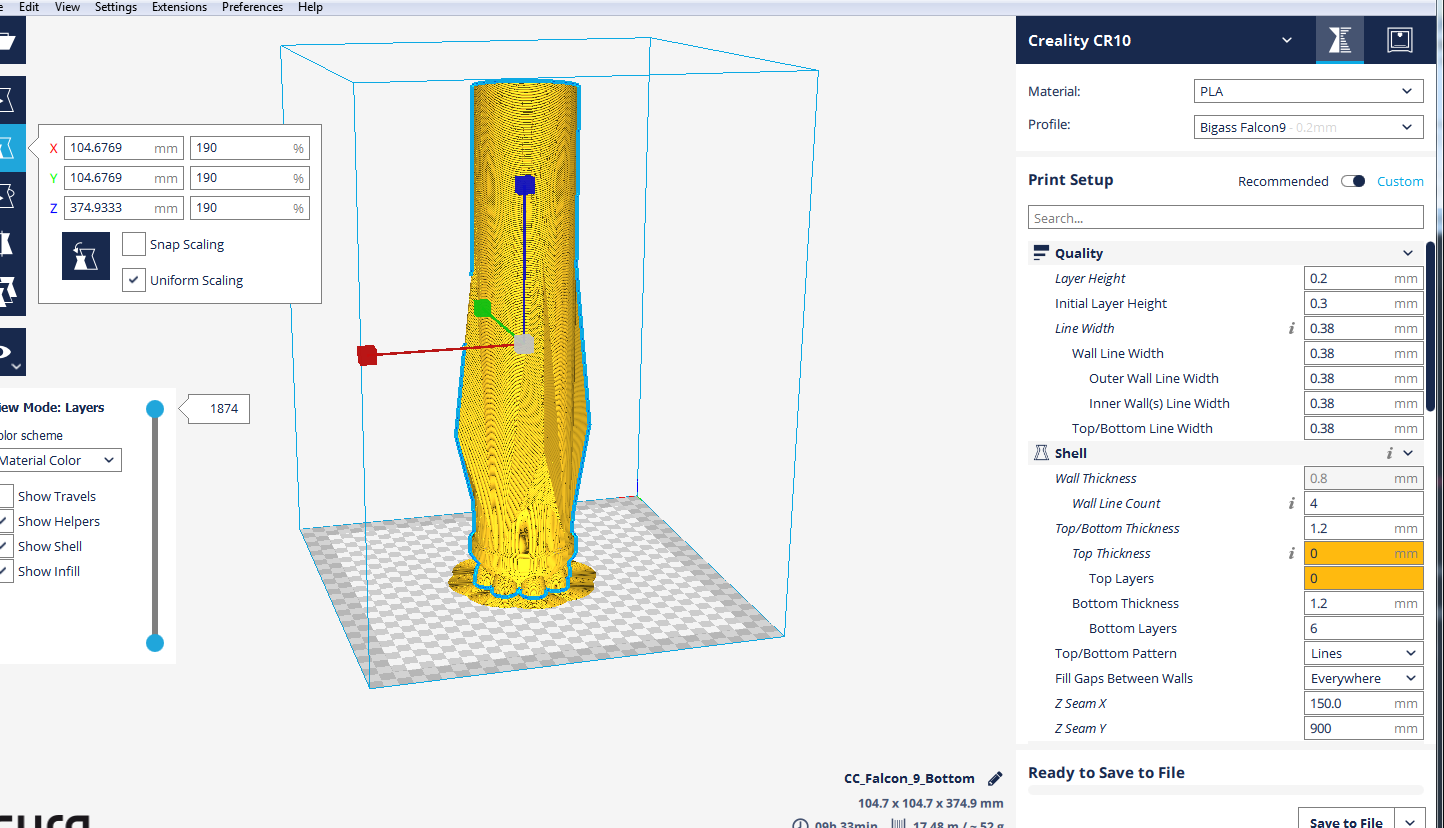 Edit View Settings Extensions Preferences Help
Creality CR10
Material: PLA
Profile: Bigass Falcon9 - 0.2mm
X 104.6769 mm 190 %
Y 104.6769 mm 190 %
Z 374.9333 mm 190 %
Snap Scaling
Uniform Scaling
Print Setup Recommended Custom
Search...
Quality
Layer Height 0.2 mm
Initial Layer Height 0.3 mm
Line Width i 0.38 mm
Wall Line Width 0.38 mm
Outer Wall Line Width 0.38 mm
Inner Wall(s) Line Width 0.38 mm
Top/Bottom Line Width 0.38 mm
Shell i
Wall Thickness 0.8 mm
Wall Line Count i 4
Top/Bottom Thickness 1.2 mm
Top Thickness i 0 mm
Top Layers 0
Bottom Thickness 1.2 mm
Bottom Layers 6
Top/Bottom Pattern Lines
Fill Gaps Between Walls Everywhere
Z Seam X 150.0 mm
Z Seam Y 900 mm
ew Mode: Layers 1874
olor scheme
Material Color
Show Travels
Show Helpers
Show Shell
Show Infill
CC_Falcon_9_Bottom
104.7 x 104.7 x 374.9 mm
09h 33min 17.48 m / ~ 52 g
Ready to Save to File
Save to File